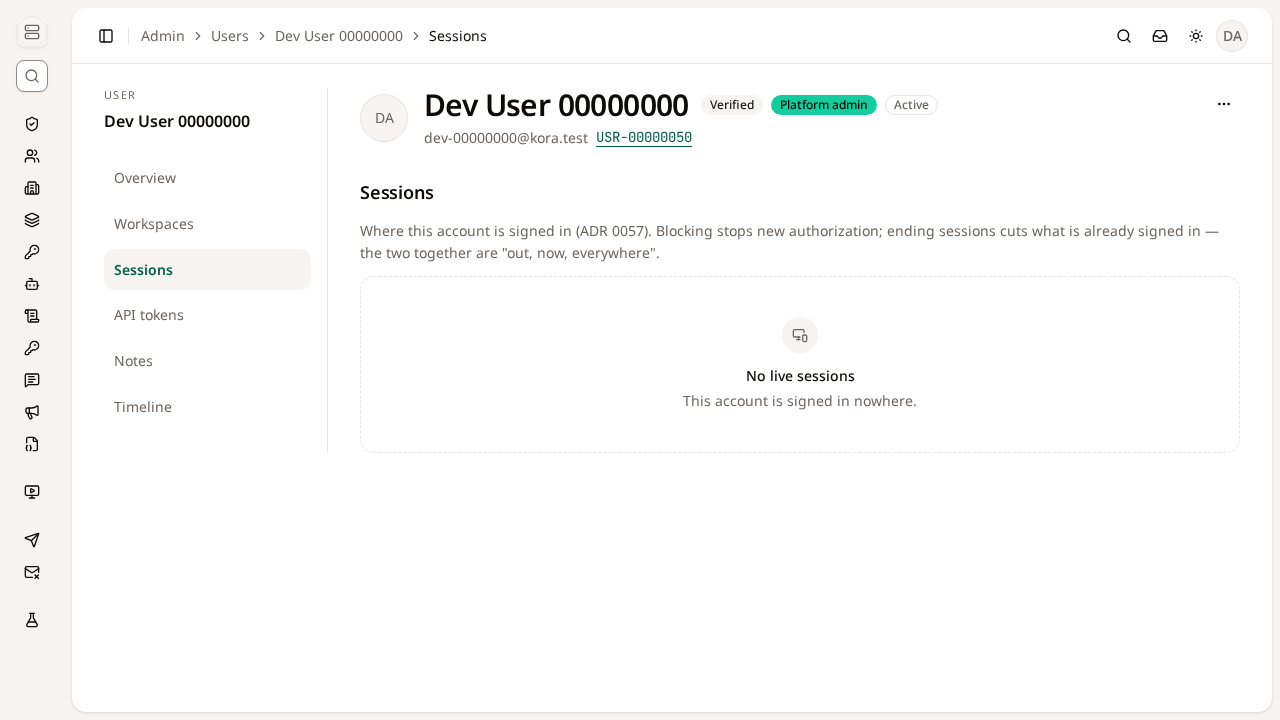 Admin > Users > Dev User 00000000 > Sessions
DA
USER
Dev User 00000000
Overview
Workspaces
Sessions
API tokens
Notes
Timeline
DA
Dev User 00000000 Verified Platform admin Active
dev-00000000@kora.test USR-00000050
Sessions
Where this account is signed in (ADR 0057). Blocking stops new authorization; ending sessions cuts what is already signed in —
the two together are "out, now, everywhere".
No live sessions
This account is signed in nowhere.